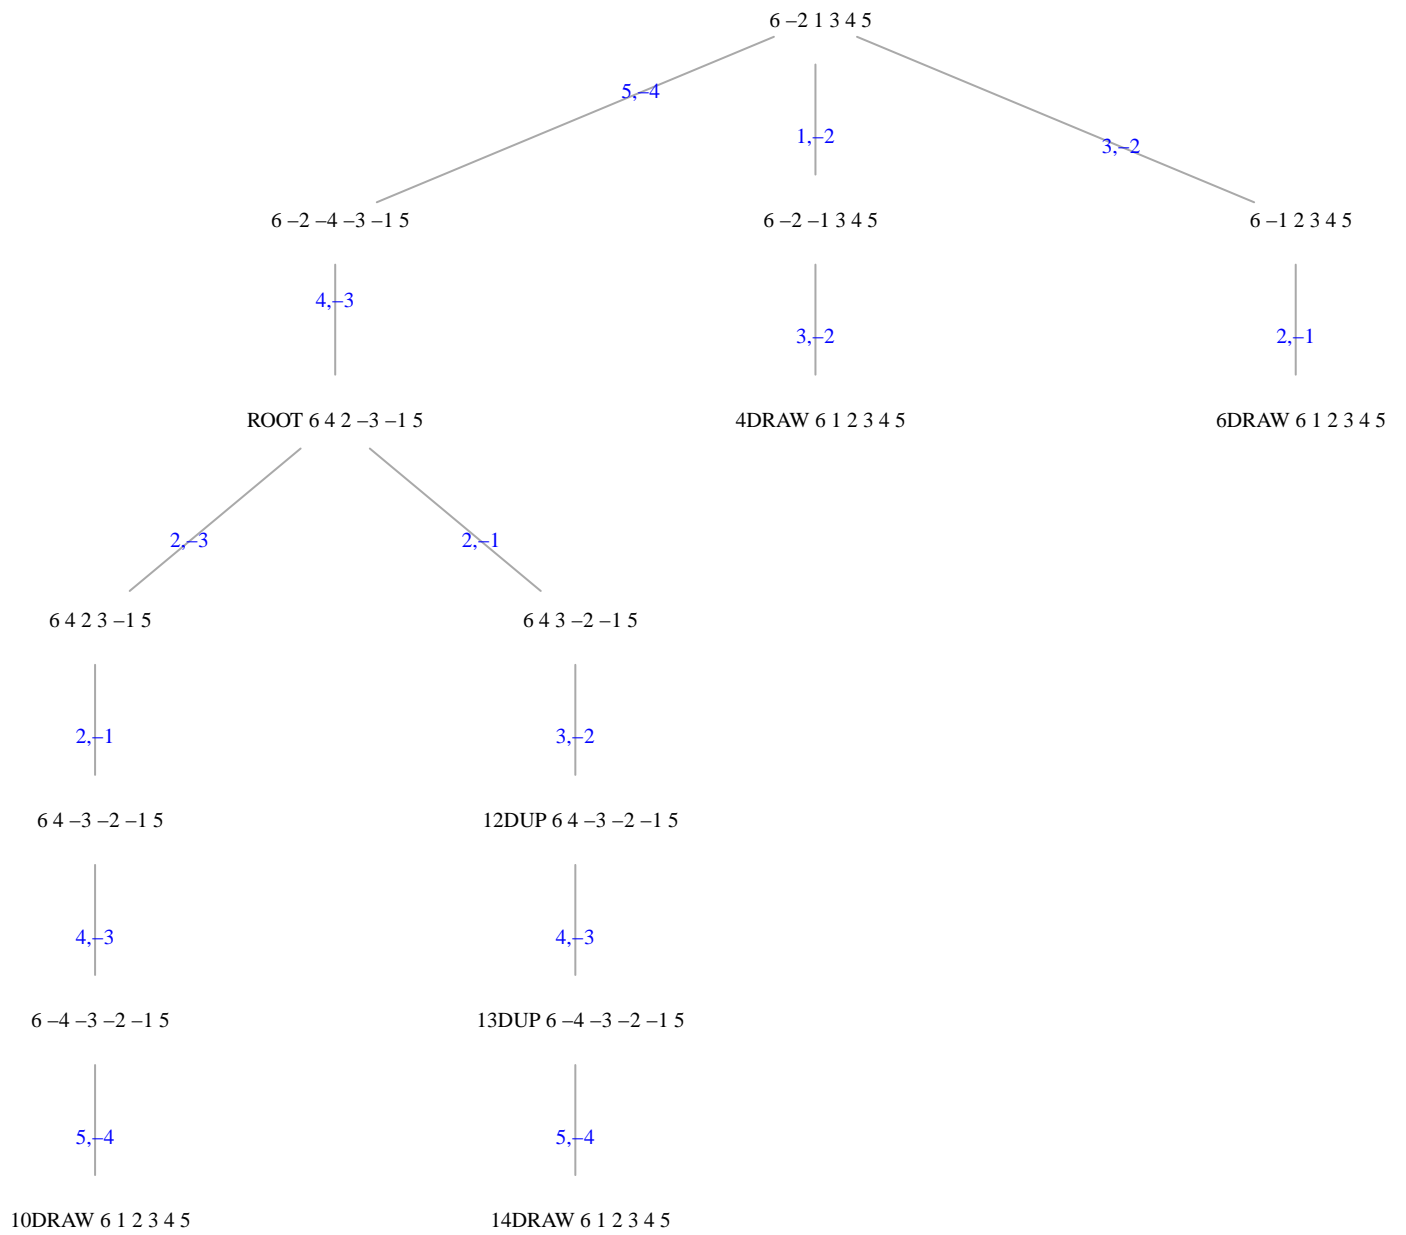 6 –2 1 3 4 5
5,–4
1,–2
3,–2
6 –2 –4 –3 –1 5
6 –2 –1 3 4 5
6 –1 2 3 4 5
4,–3
3,–2
2,–1
ROOT 6 4 2 –3 –1 5
4DRAW 6 1 2 3 4 5
6DRAW 6 1 2 3 4 5
2,–3
2,–1
6 4 2 3 –1 5
6 4 3 –2 –1 5
2,–1
3,–2
6 4 –3 –2 –1 5
12DUP 6 4 –3 –2 –1 5
4,–3
4,–3
6 –4 –3 –2 –1 5
13DUP 6 –4 –3 –2 –1 5
5,–4
5,–4
10DRAW 6 1 2 3 4 5
14DRAW 6 1 2 3 4 5